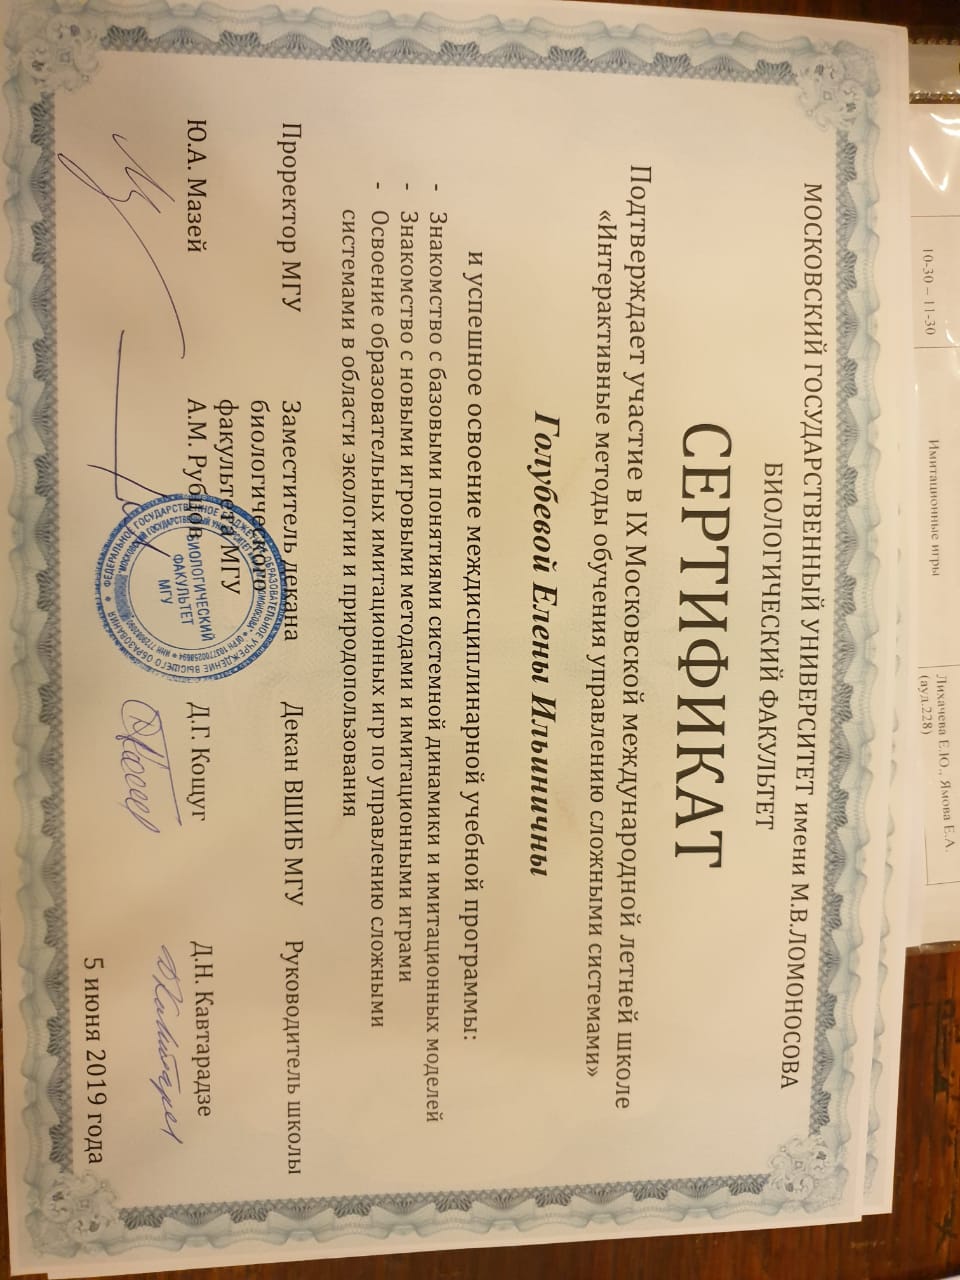 МОСКОВСКИЙ ГОСУДАРСТВЕННЫЙ УНИВЕРСИТЕТ имени М.В.ЛОМОНОСОВА
БИОЛОГИЧЕСКИЙ ФАКУЛЬТЕТ
СЕРТИФИКАТ
Подтверждает участие в IX Московской международной летней школе
«Интерактивные методы обучения управлению сложными системами»
Голубевой Елены Ильиничны
и успешное освоение междисциплинарной учебной программы:
- Знакомство с базовыми понятиями системной динамики и имитационных моделей
- Знакомство с новыми игровыми методами и имитационными играми
- Освоение образовательных имитационных игр по управлению сложными
системами в области экологии и природопользования
Проректор МГУ
Ю.А. Мазей
Заместитель декана
биологического
факультета МГУ
А.М. Рубцов
Декан ВШИБ МГУ
Д.Г. Кощуг
Руководитель школы
Д.Н. Кавтарадзе
5 июня 2019 года
БИОЛОГИЧЕСКИЙ
ФАКУЛЬТЕТ
МГУ
10-30 – 11-30
Имитационные игры
Лихачева Е.Ю., Ямова Е.А.
(ауд.228)